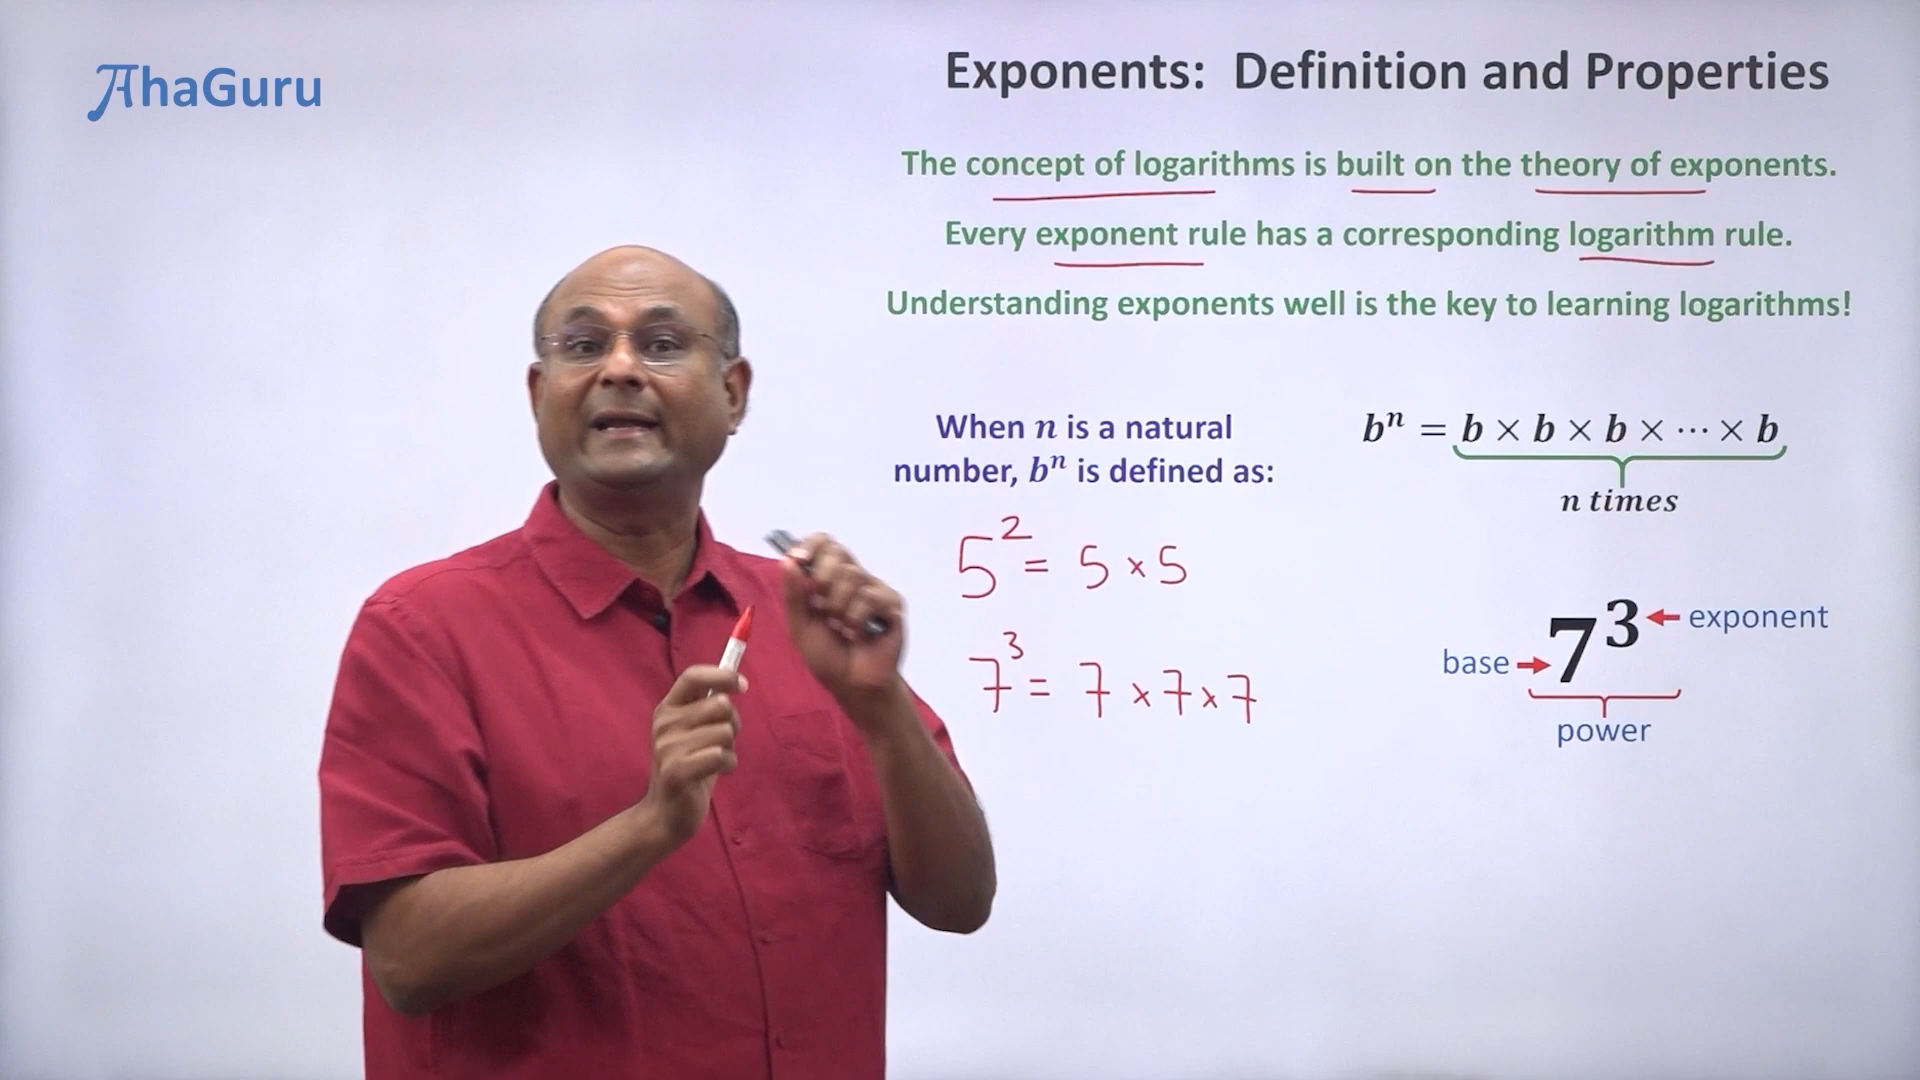 AhaGuru
Exponents: Definition and Properties
The concept of logarithms is built on the theory of exponents.
Every exponent rule has a corresponding logarithm rule.
Understanding exponents well is the key to learning logarithms!
When n is a natural
number, bⁿ is defined as:
bⁿ = b × b × b × ⋯ × b
n times
5² = 5 × 5
7³ = 7 × 7 × 7
7³
exponent
base
power